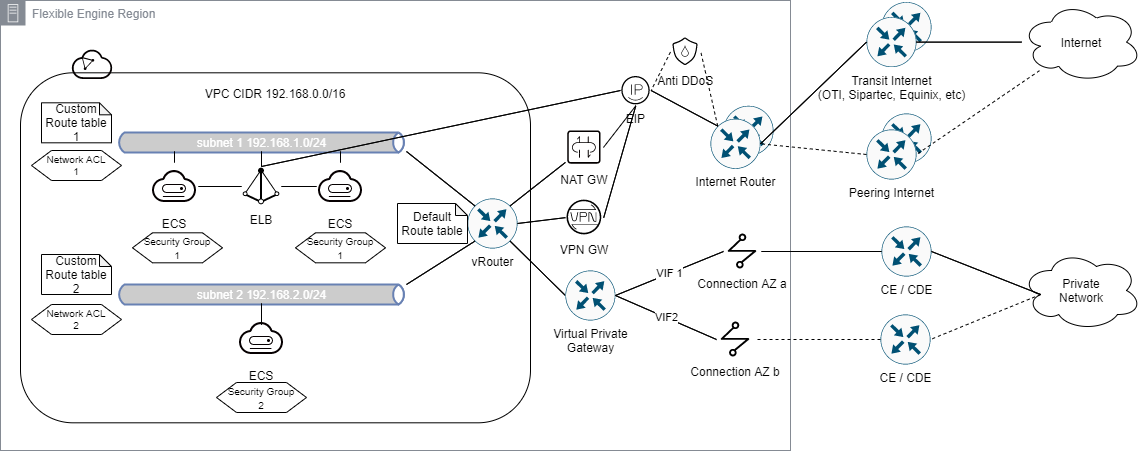 Flexible Engine Region
VPC CIDR 192.168.0.0/16
Custom
Route table
1
subnet 1 192.168.1.0/24
Network ACL
1
ECS
ELB
ECS
Security Group
1
Security Group
1
Custom
Route table
2
subnet 2 192.168.2.0/24
Network ACL
2
ECS
Security Group
2
Default
Route table
vRouter
NAT GW
VPN
VPN GW
IP
EIP
Anti DDoS
Internet Router
Transit Internet
(OTI, Sipartec, Equinix, etc)
Internet
Peering Internet
Virtual Private
Gateway
VIF 1
VIF2
Connection AZ a
Connection AZ b
CE / CDE
CE / CDE
Private
Network